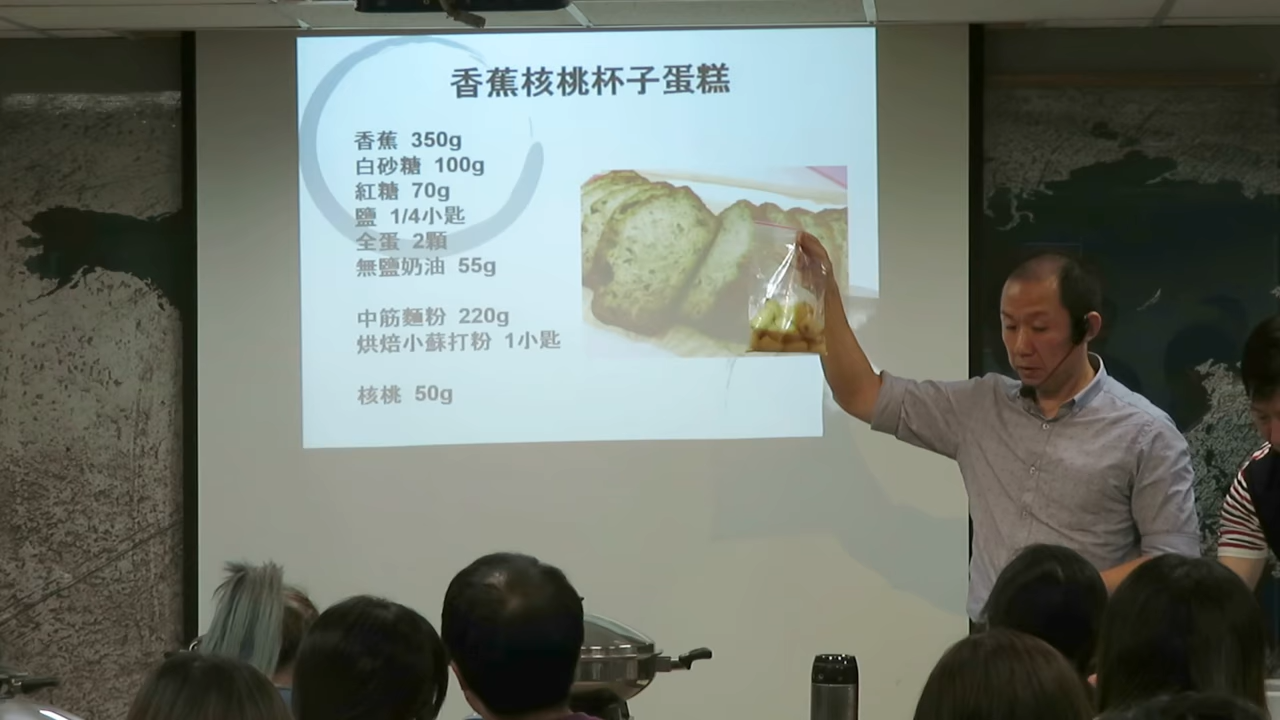 香蕉核桃杯子蛋糕
香蕉 350g
白砂糖 100g
紅糖 70g
鹽 1/4小匙
全蛋 2顆
無鹽奶油 55g
中筋麵粉 220g
烘焙小蘇打粉 1小匙
核桃 50g